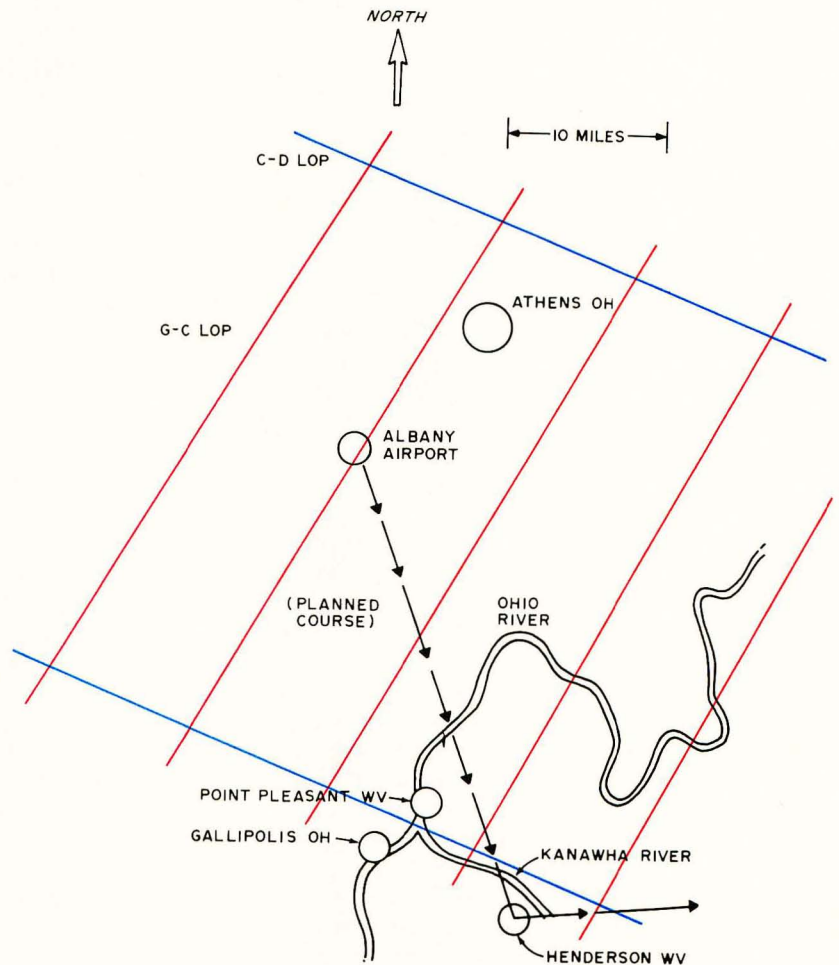 NORTH
10 MILES
C-D LOP
ATHENS OH
G-C LOP
ALBANY
AIRPORT
(PLANNED
COURSE)
OHIO
RIVER
POINT PLEASANT WV
GALLIPOLIS OH
KANAWHA RIVER
HENDERSON WV